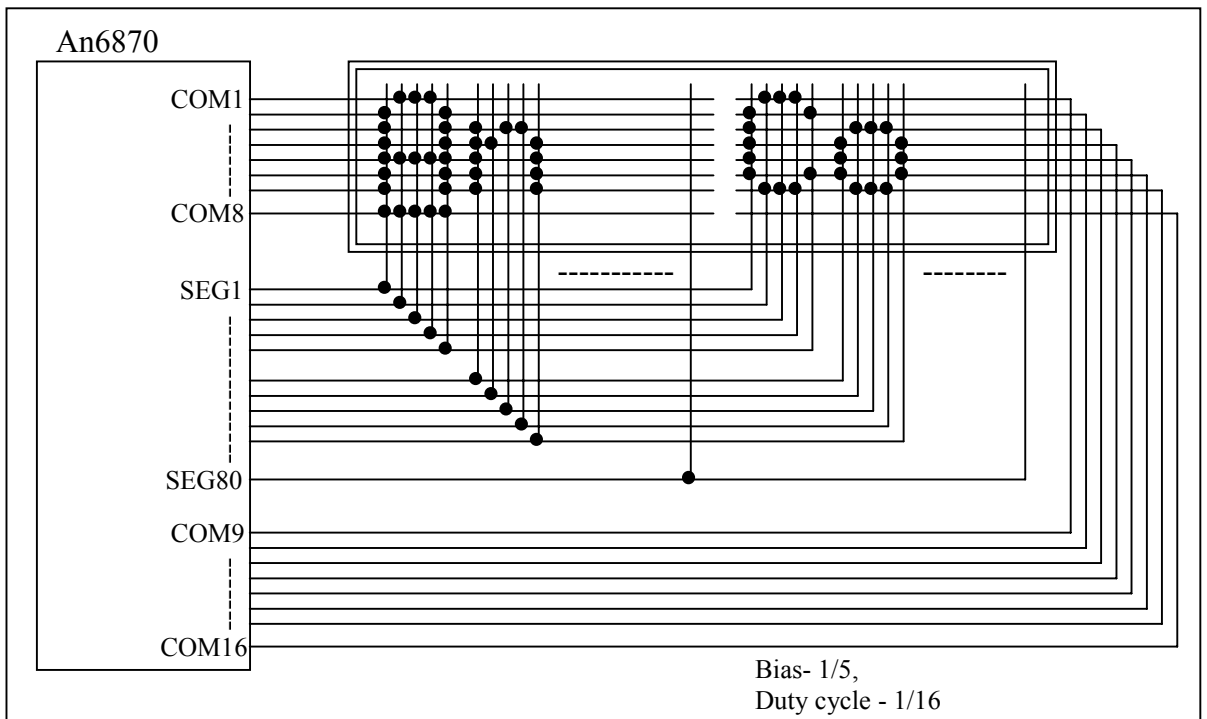 An6870
COM1
COM8
SEG1
SEG80
COM9
COM16
Bias- 1/5,
Duty cycle - 1/16